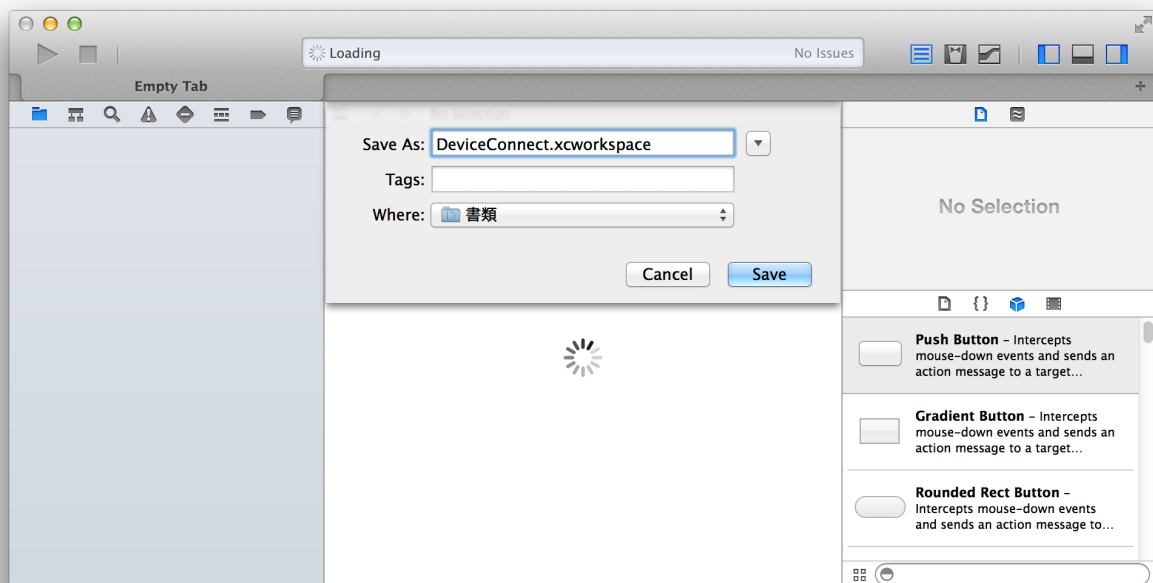 Loading
No Issues
Empty Tab
No Selection
Save As: DeviceConnect.xcworkspace
Tags:
Where: 書類
Cancel
Save
No Selection
Push Button – Intercepts
mouse-down events and sends an
action message to a target...
Gradient Button – Intercepts
mouse-down events and sends an
action message to a target...
Rounded Rect Button –
Intercepts mouse-down events
and sends an action message to...